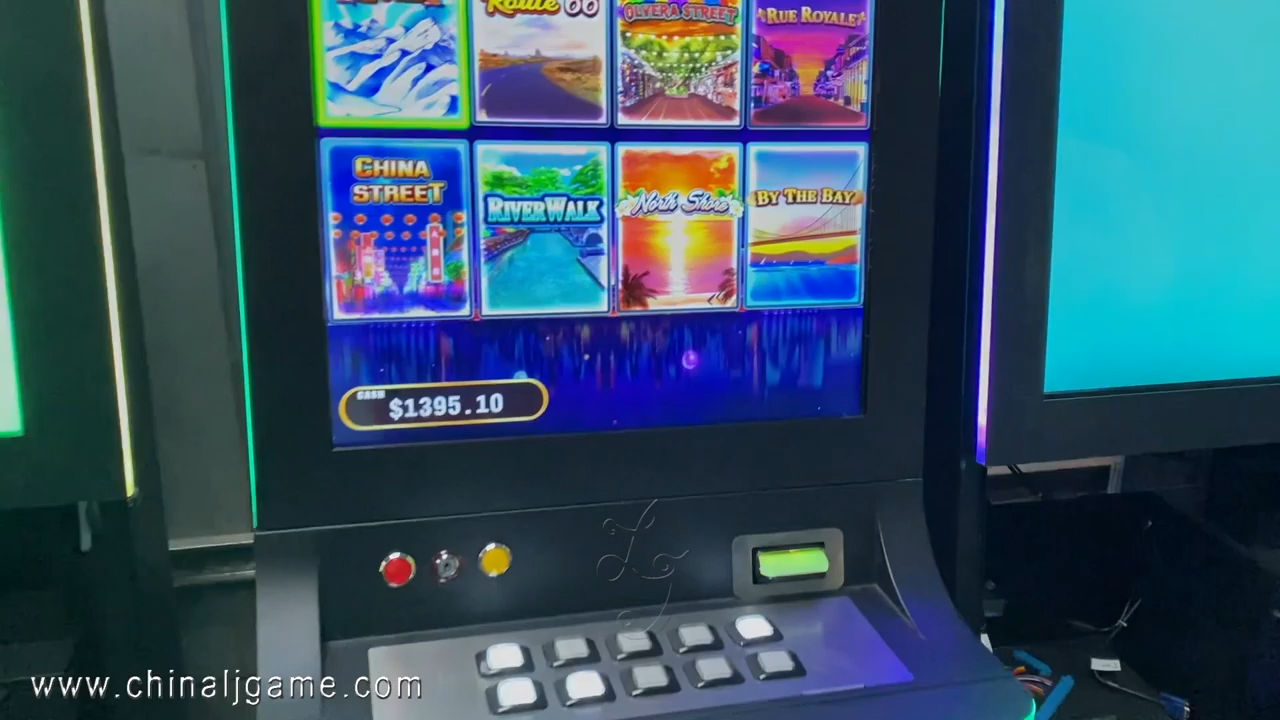 Route 66
OLVERA STREET
RUE ROYALE
CHINA
STREET
RIVERWALK
North Shore
BY THE BAY
CASH
$1395.10
www.chinaljgame.com